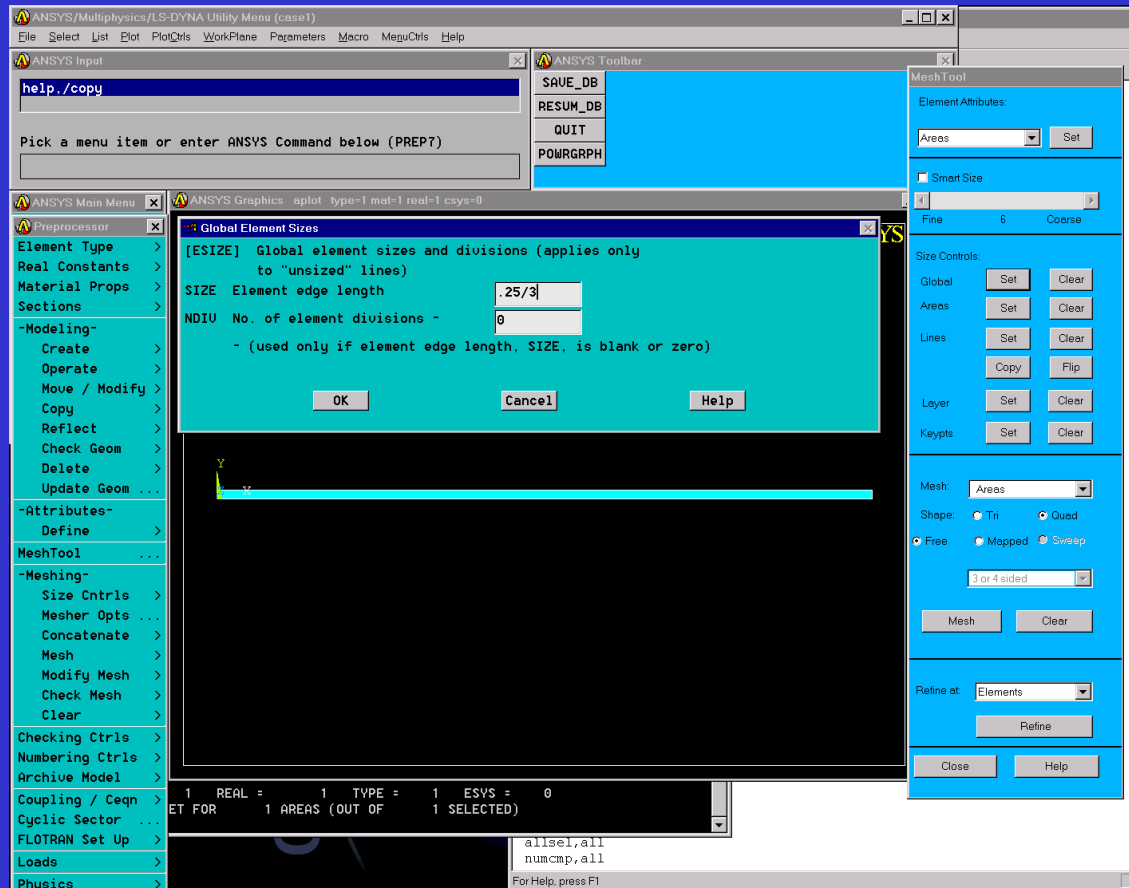 ANSYS/Multiphysics/LS-DYNA Utility Menu (case1)
File Select List Plot PlotCtrls WorkPlane Parameters Macro MenuCtrls Help
ANSYS Input
help,/copy
Pick a menu item or enter ANSYS Command below (PREP7)
ANSYS Toolbar
SAVE_DB
RESUM_DB
QUIT
POWRGRPH
ANSYS Main Menu
Preprocessor
Element Type >
Real Constants >
Material Props >
Sections >
-Modeling-
Create >
Operate >
Move / Modify >
Copy >
Reflect >
Check Geom >
Delete >
Update Geom ...
-Attributes-
Define >
MeshTool ...
-Meshing-
Size Cntrls >
Mesher Opts ...
Concatenate >
Mesh >
Modify Mesh >
Check Mesh >
Clear >
Checking Ctrls >
Numbering Ctrls >
Archive Model >
Coupling / Ceqn >
Cyclic Sector ...
FLOTRAN Set Up >
Loads >
Physics >
ANSYS Graphics aplot type=1 mat=1 real=1 csys=0
YS
Global Element Sizes
[ESIZE] Global element sizes and divisions (applies only
to "unsized" lines)
SIZE Element edge length .25/3
NDIV No. of element divisions - 0
- (used only if element edge length, SIZE, is blank or zero)
OK Cancel Help
Y
X
1 REAL = 1 TYPE = 1 ESYS = 0
ET FOR 1 AREAS (OUT OF 1 SELECTED)
allsel,all
numcmp,all
For Help, press F1
MeshTool
Element Attributes:
Areas Set
Smart Size
Fine 6 Coarse
Size Controls:
Global Set Clear
Areas Set Clear
Lines Set Clear
Copy Flip
Layer Set Clear
Keypts Set Clear
Mesh: Areas
Shape: Tri Quad
Free Mapped Sweep
3 or 4 sided
Mesh Clear
Refine at: Elements
Refine
Close Help